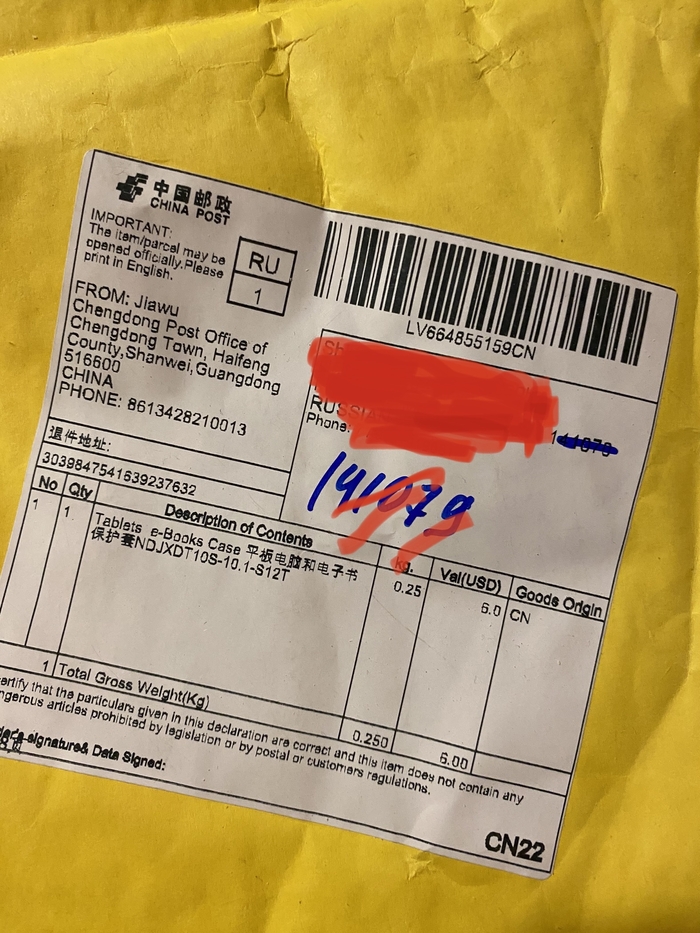 中国邮政
CHINA POST
IMPORTANT:
The item/parcel may be
opened officially.Please
print in English.
RU
1
LV664855159CN
FROM: Jiawu
Chengdong Post Office of
Chengdong Town, Haifeng
County,Shanwei,Guangdong
516600
CHINA
PHONE: 8613428210013
RUSSIA
Phone:
141079
退件地址:
3039847541639237632
No Qty Description of Contents kg. Val(USD) Goods Origin
1 1 Tablets e-Books Case 平板电脑和电子书 0.25 6.0 CN
保护套NDJXDT10S-10.1-S12T
1 Total Gross Weight(Kg) 0.250 6.00
certify that the particulars given in this declaration are correct and this item does not contain any
ngerous articles prohibited by legislation or by postal or customers regulations.
signature& Data Signed:
CN22